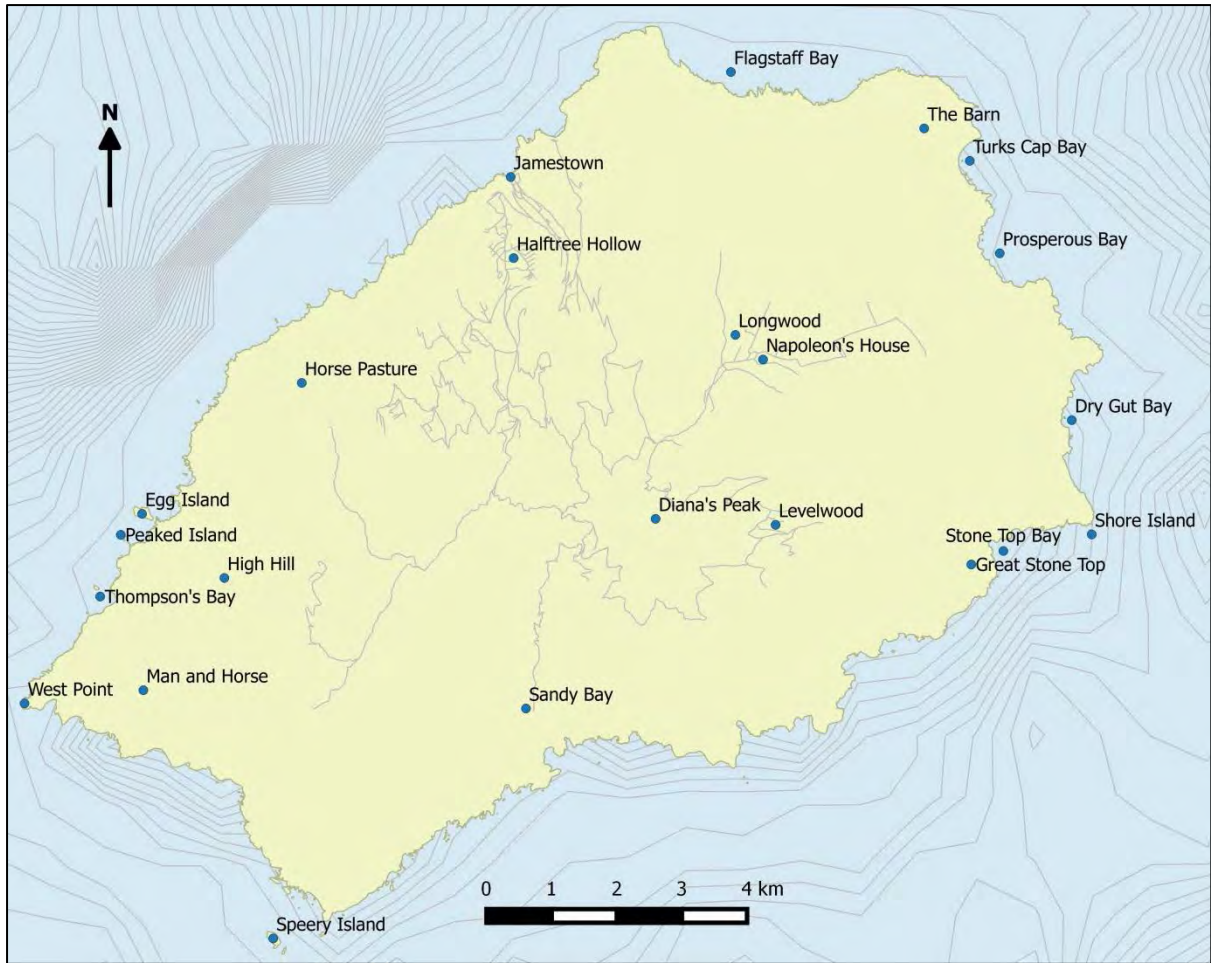 Flagstaff Bay
N
The Barn
Turks Cap Bay
Jamestown
Halftree Hollow
Prosperous Bay
Longwood
Napoleon's House
Horse Pasture
Dry Gut Bay
Egg Island
Diana's Peak
Levelwood
Peaked Island
Shore Island
Stone Top Bay
High Hill
Great Stone Top
Thompson's Bay
Man and Horse
West Point
Sandy Bay
0 1 2 3 4 km
Speery Island